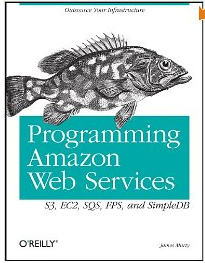 Outsource Your Infrastructure
Programming
Amazon
Web Services
S3, EC2, SQS, FPS, and SimpleDB
O'REILLY
James Murty